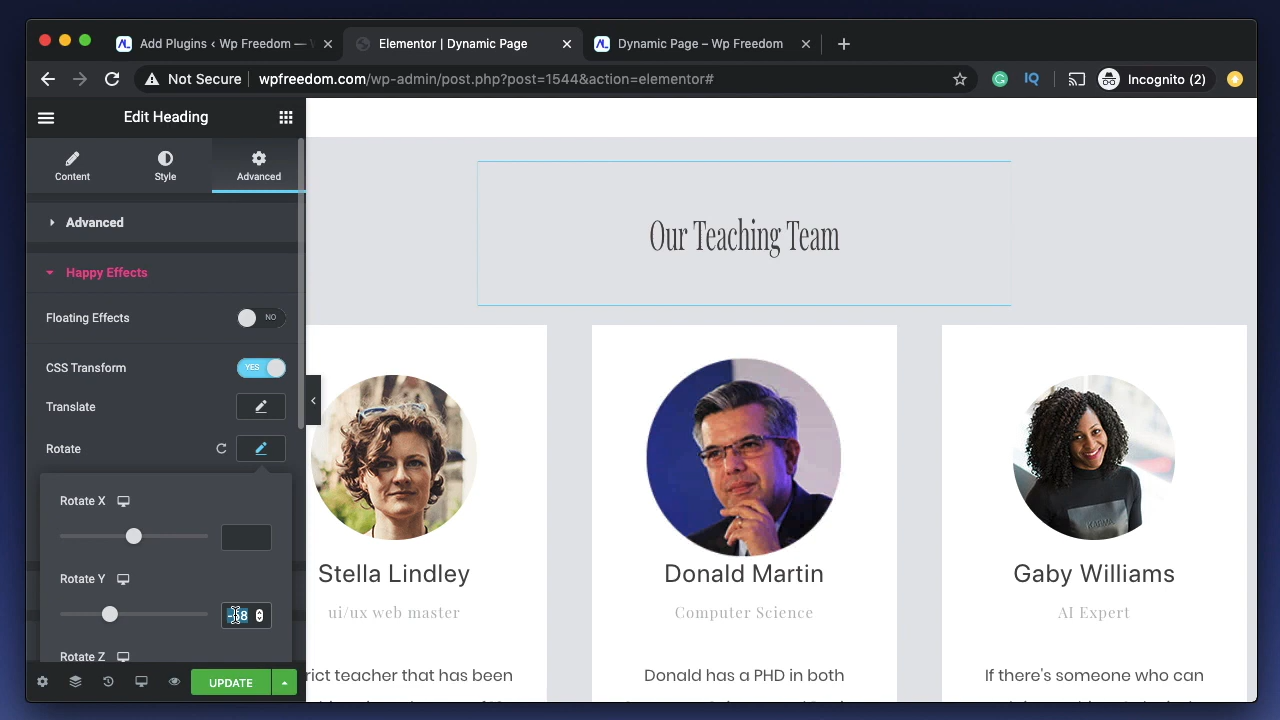 Add Plugins ‹ Wp Freedom —
Elementor | Dynamic Page
Dynamic Page – Wp Freedom
Not Secure
wpfreedom.com/wp-admin/post.php?post=1544&action=elementor#
IQ
Incognito (2)
Edit Heading
Content
Style
Advanced
Advanced
Happy Effects
Floating Effects
NO
CSS Transform
YES
Translate
Rotate
Rotate X
Rotate Y
Rotate Z
UPDATE
Our Teaching Team
Stella Lindley
Donald Martin
Gaby Williams
ui/ux web master
Computer Science
AI Expert
rict teacher that has been
Donald has a PHD in both
If there's someone who can